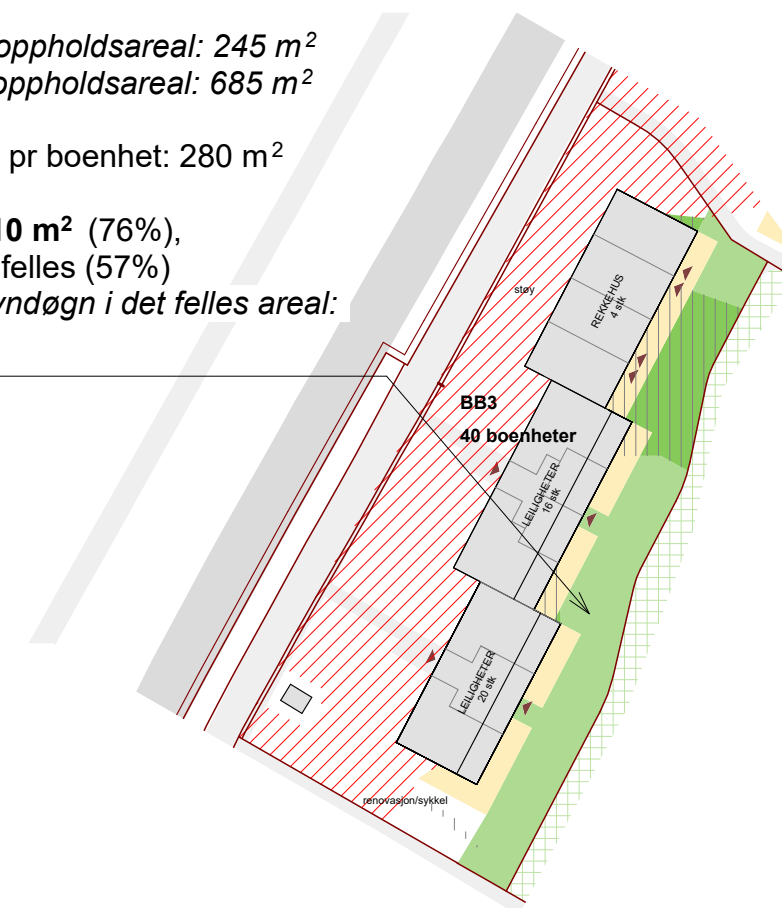 oppholdsareal: 245 m²
oppholdsareal: 685 m²
pr boenhet: 280 m²
10 m² (76%),
felles (57%)
yndøgn i det felles areal:
støy
REKKEHUS
4 stk
BB3
40 boenheter
LEILIGHETER
16 stk
LEILIGHETER
20 stk
renovasjon/sykkel